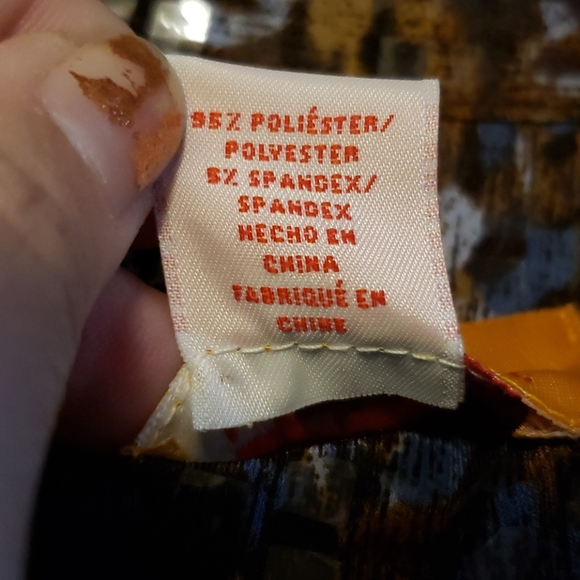 95% POLIÉSTER/
POLYESTER
5% SPANDEX/
SPANDEX
HECHO EN
CHINA
FABRIQUÉ EN
CHINE